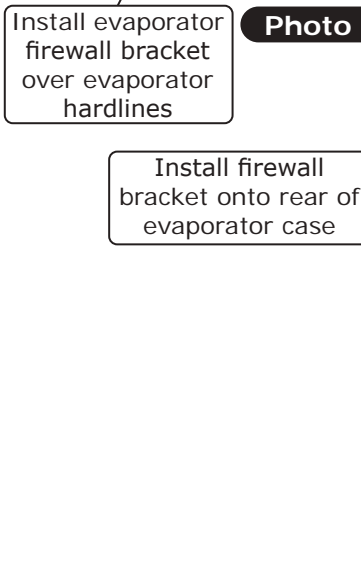 Install evaporator
firewall bracket
over evaporator
hardlines
Photo
Install firewall
bracket onto rear of
evaporator case